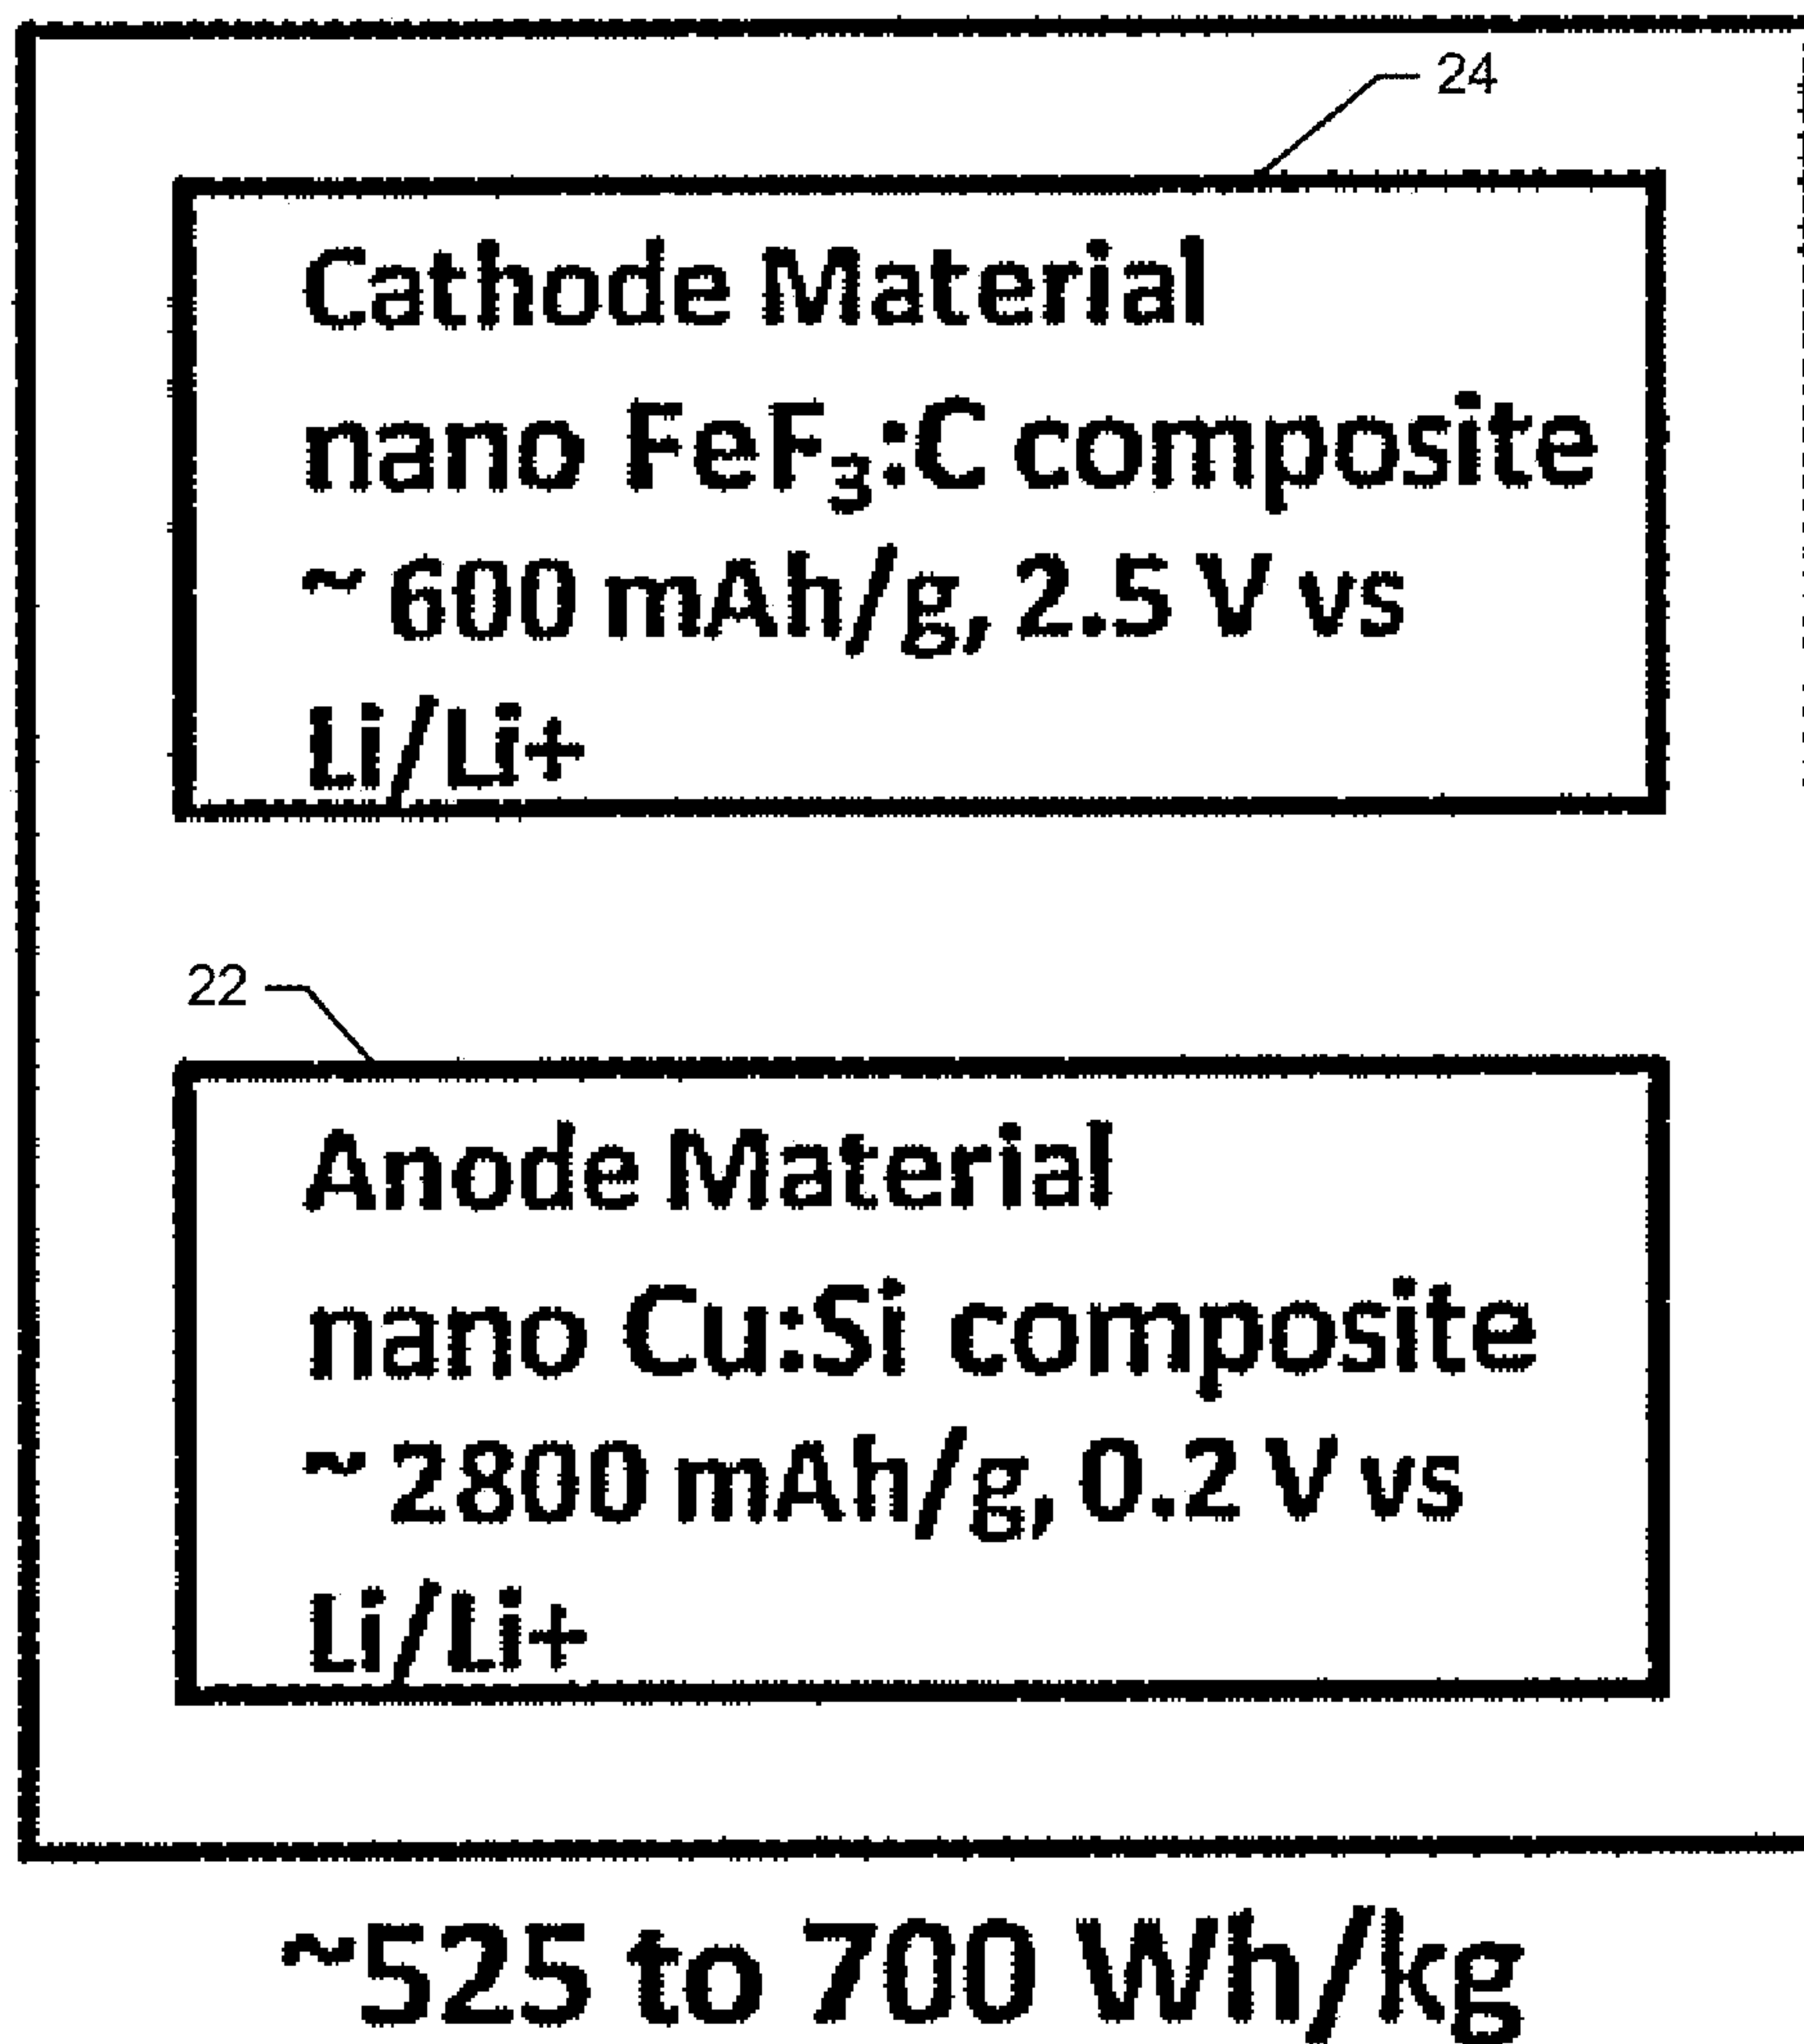 24
Cathode Material
nano FeF₃:C composite
~ 600 mAh/g, 2.5 V vs
Li/Li+
22
Anode Material
nano Cu:Si composite
~ 2800 mAh/g, 0.2 V vs
Li/Li+
~525 to 700 Wh/kg